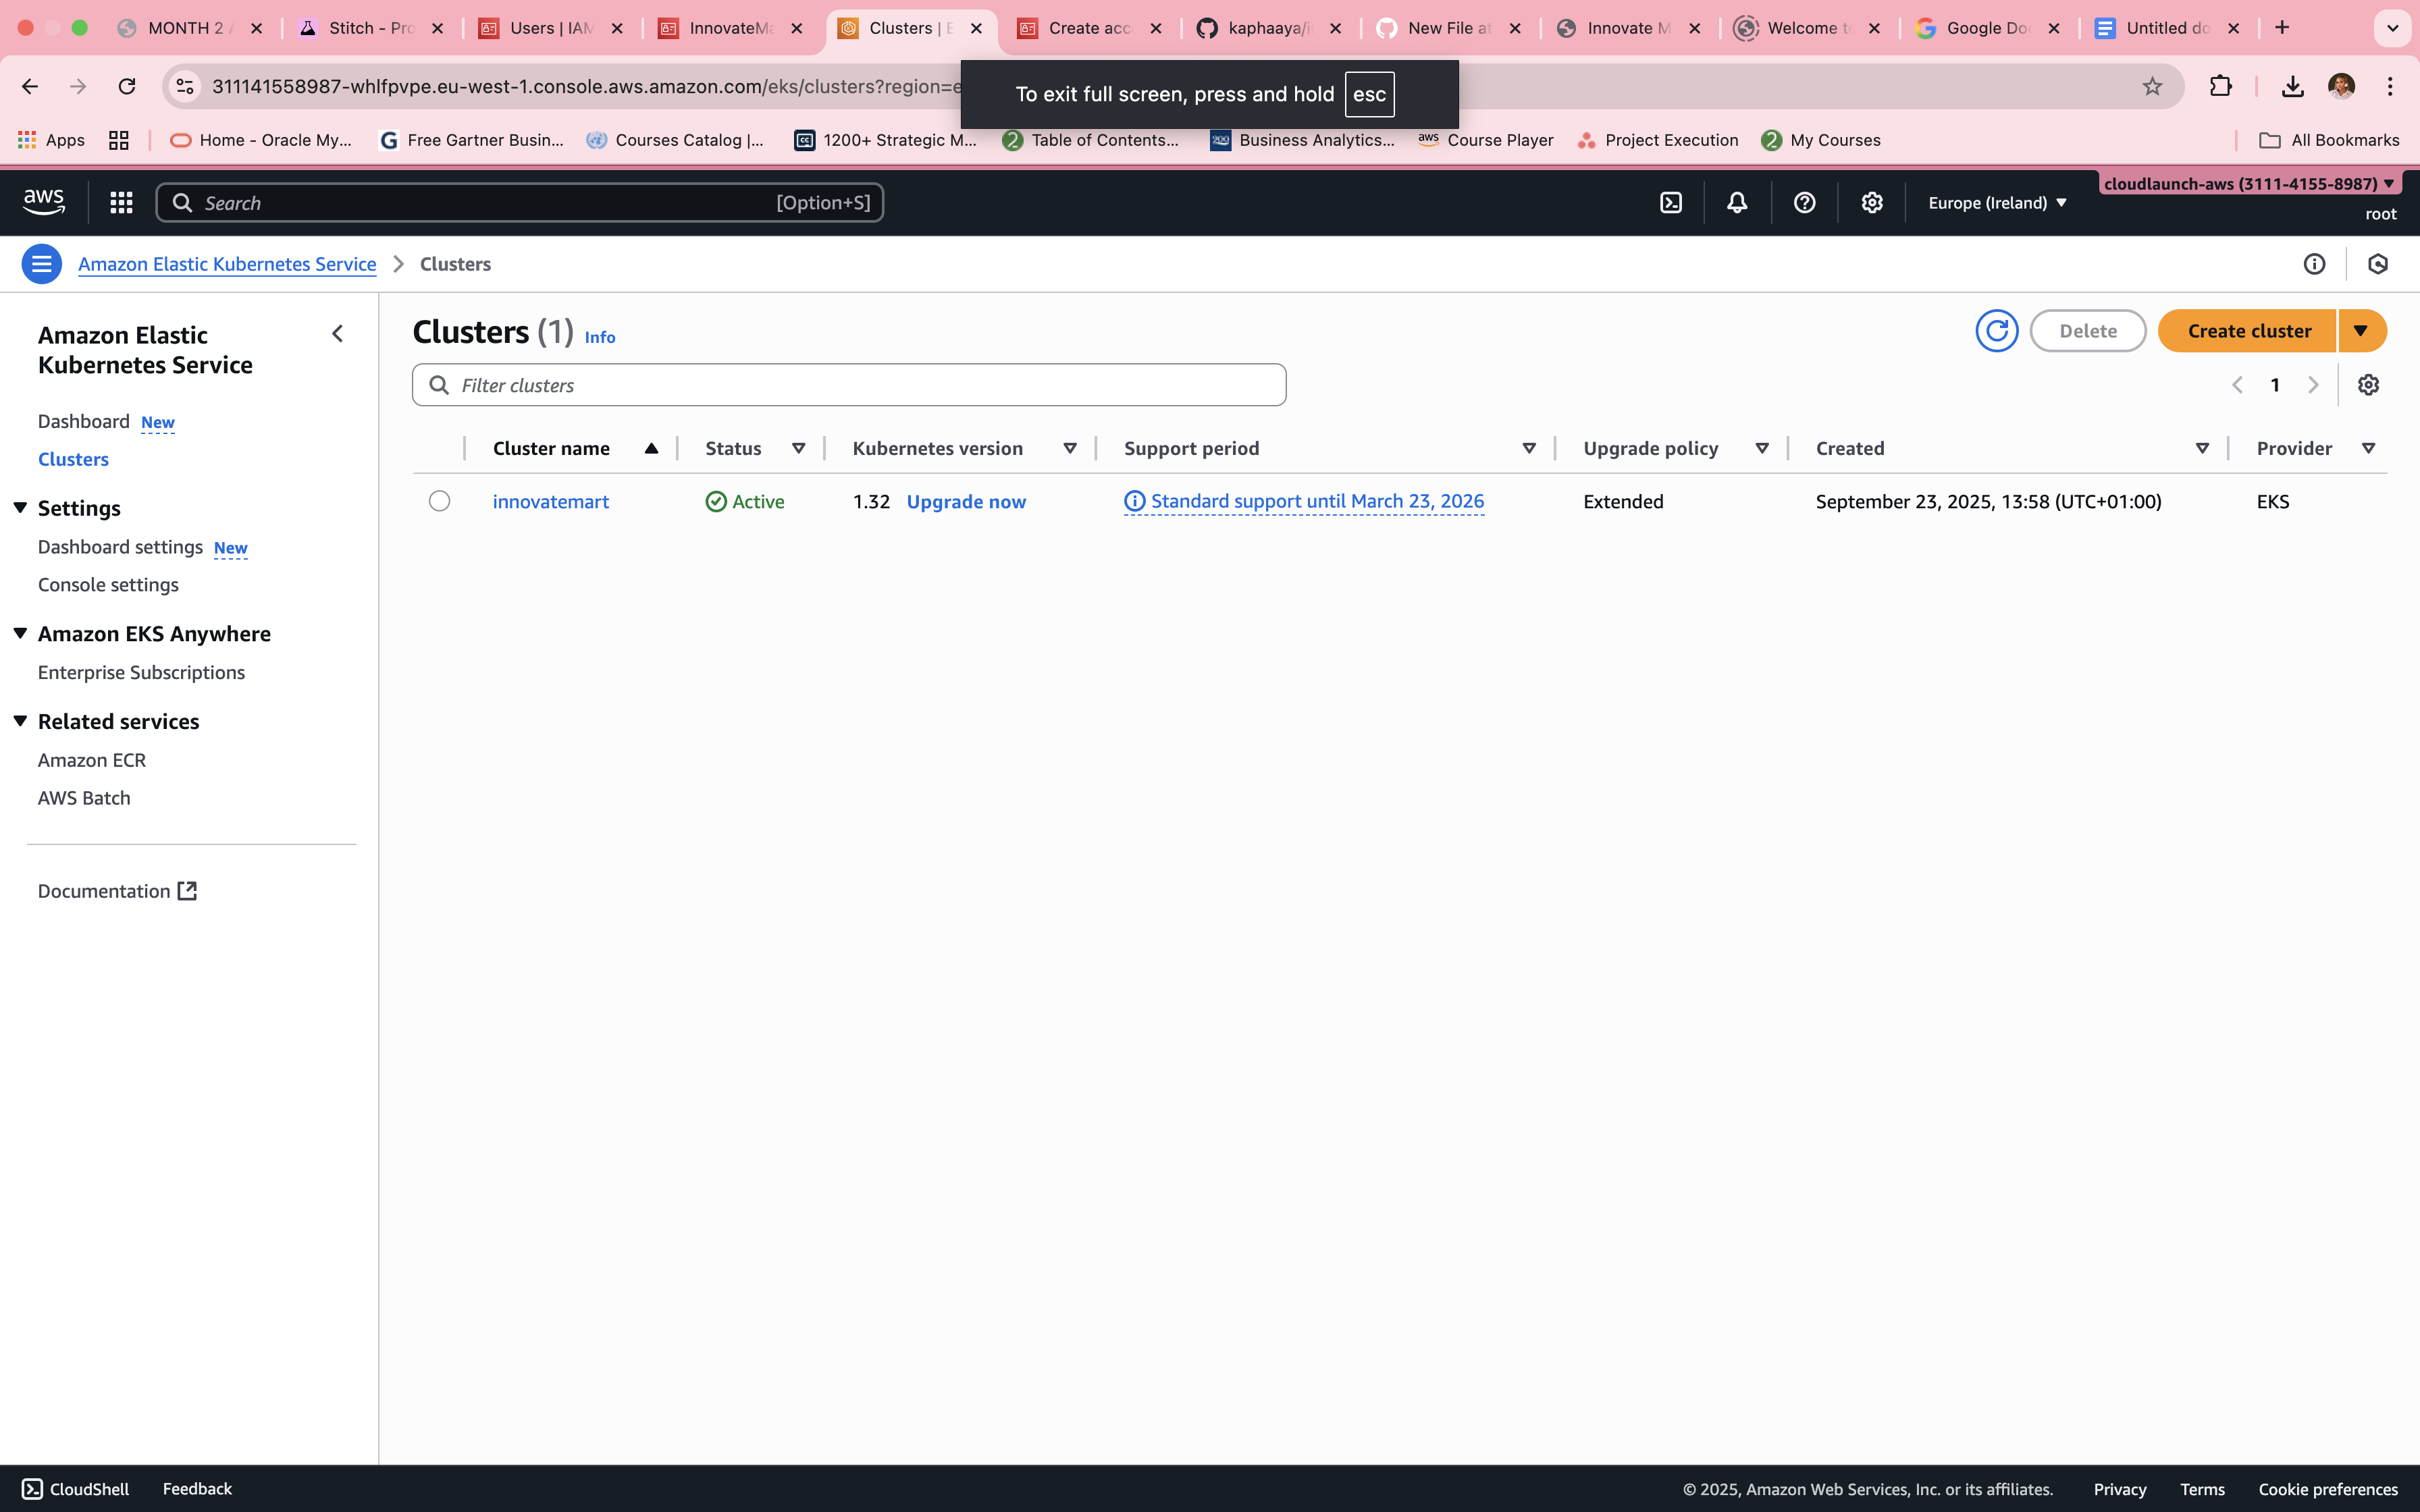 MONTH 2 A
Stitch - Pro
Users | IAM
InnovateMa
Clusters | E
Create acc
kaphaaya/i
New File at
Innovate M
Welcome to
Google Do
Untitled do
311141558987-whlfpvpe.eu-west-1.console.aws.amazon.com/eks/clusters?region=e
To exit full screen, press and hold esc
Apps
Home - Oracle My...
Free Gartner Busin...
Courses Catalog |...
1200+ Strategic M...
Table of Contents...
Business Analytics...
aws Course Player
Project Execution
2 My Courses
All Bookmarks
aws
Search [Option+S]
Europe (Ireland)
cloudlaunch-aws (3111-4155-8987)
root
Amazon Elastic Kubernetes Service > Clusters
Amazon Elastic
Kubernetes Service
Dashboard New
Clusters
Settings
Dashboard settings New
Console settings
Amazon EKS Anywhere
Enterprise Subscriptions
Related services
Amazon ECR
AWS Batch
Documentation
Clusters (1) Info
Delete
Create cluster
Filter clusters
1
Cluster name Status Kubernetes version Support period Upgrade policy Created Provider
innovatemart Active 1.32 Upgrade now Standard support until March 23, 2026 Extended September 23, 2025, 13:58 (UTC+01:00) EKS
CloudShell Feedback
© 2025, Amazon Web Services, Inc. or its affiliates. Privacy Terms Cookie preferences